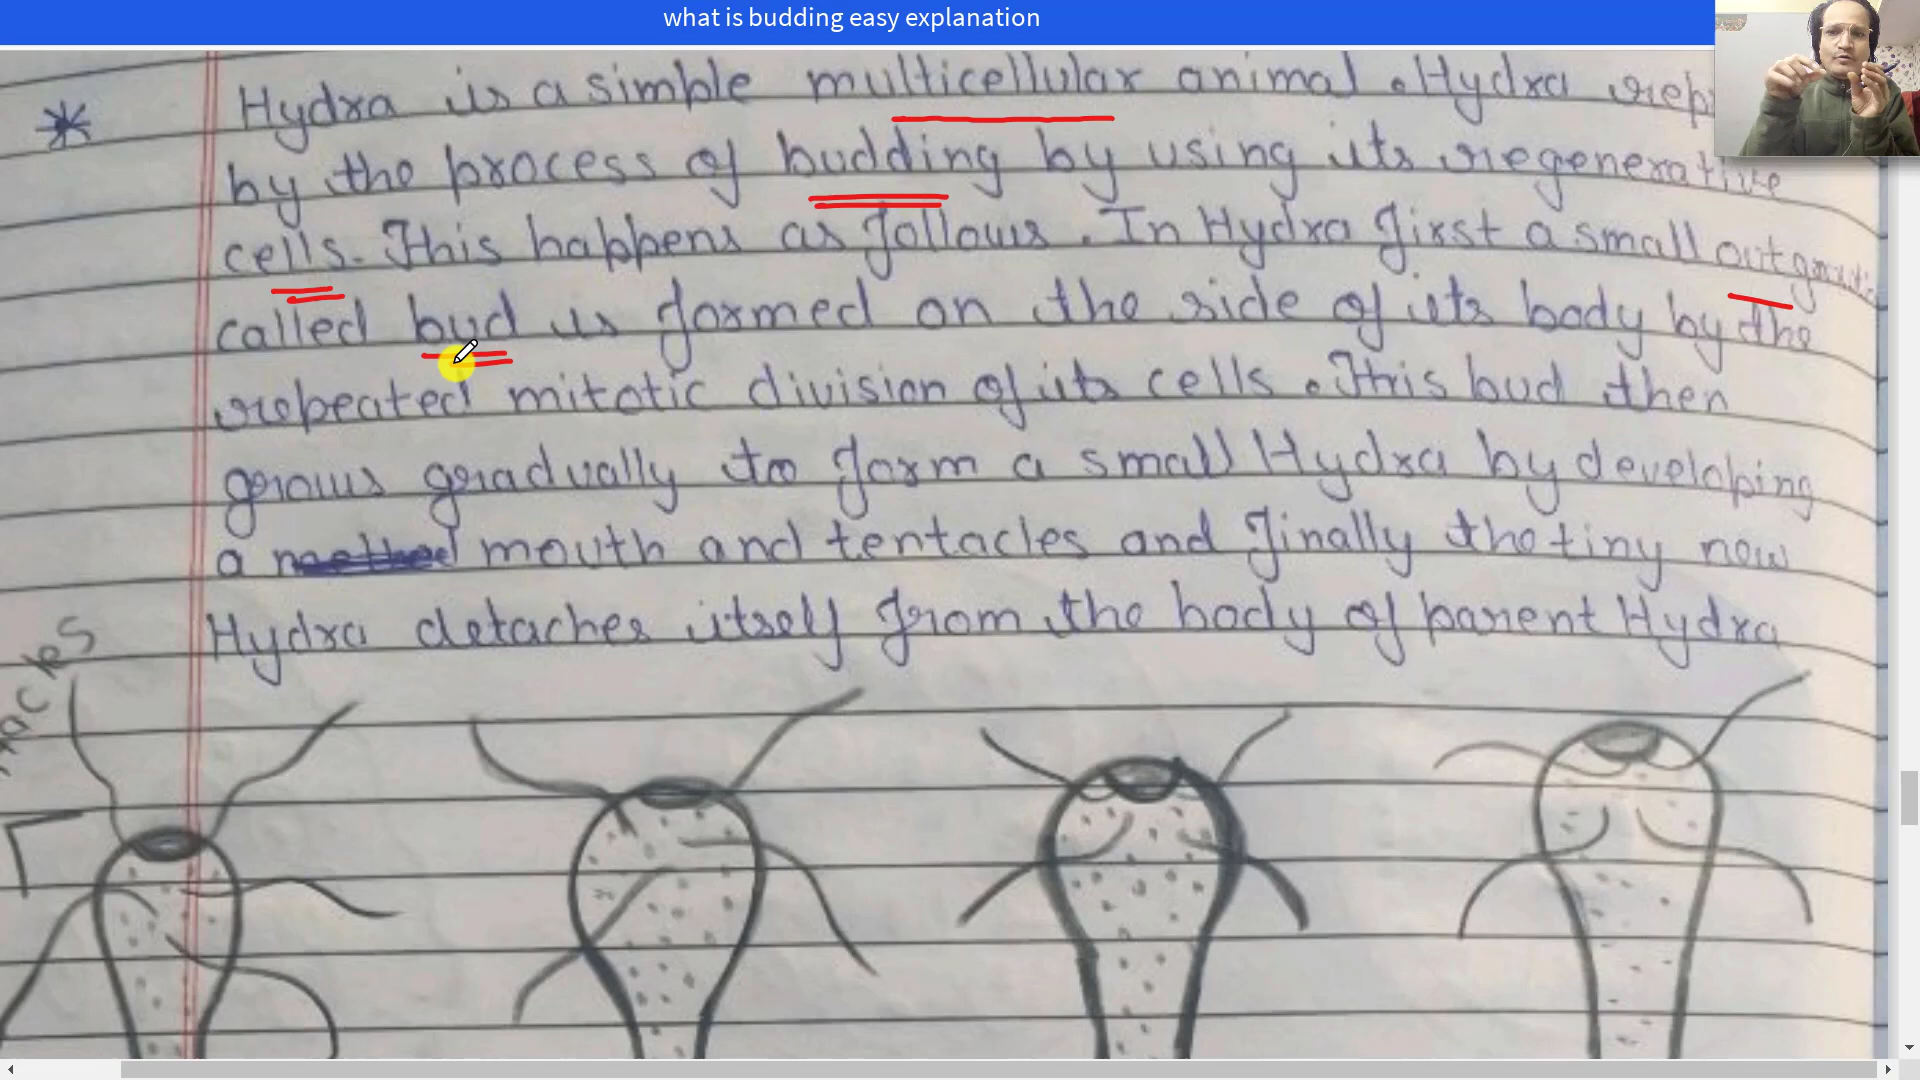 what is budding easy explanation
Hydra is a simple multicellular animal. Hydra rep
by the process of budding by using its regenerative
cells. This happens as follows. In Hydra first a small
called bud is formed on the side of its body by the
repeated mitotic division of its cells. This bud then
grows gradually to form a small Hydra by developing
a mouth and tentacles and finally the tiny new
Hydra detaches itself from the body of parent Hydra
acles